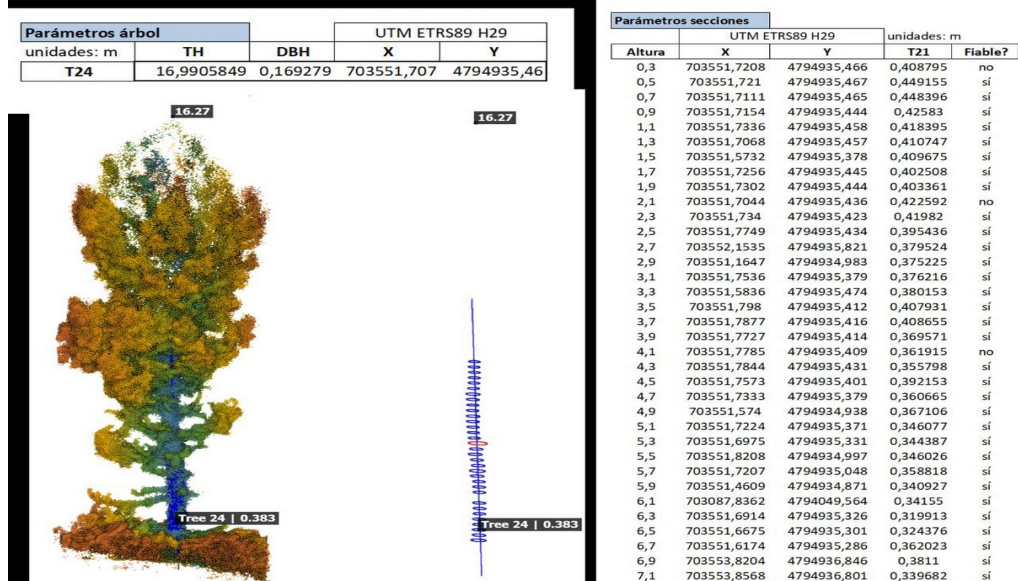 Parámetros árbol UTM ETRS89 H29
unidades: m TH DBH X Y
T24 16,9905849 0,169279 703551,707 4794935,46
16.27
16.27
Tree 24 | 0.383
Tree 24 | 0.383
Parámetros secciones
UTM ETRS89 H29 unidades: m
Altura X Y T21 Fiable?
0,3 703551,7208 4794935,466 0,408795 no
0,5 703551,721 4794935,467 0,449155 sí
0,7 703551,7111 4794935,465 0,448396 sí
0,9 703551,7154 4794935,444 0,42583 sí
1,1 703551,7336 4794935,458 0,418395 sí
1,3 703551,7068 4794935,457 0,410747 sí
1,5 703551,5732 4794935,378 0,409675 sí
1,7 703551,7256 4794935,445 0,402508 sí
1,9 703551,7302 4794935,444 0,403361 sí
2,1 703551,7044 4794935,436 0,422592 no
2,3 703551,734 4794935,423 0,41982 sí
2,5 703551,7749 4794935,434 0,395436 sí
2,7 703552,1535 4794935,821 0,379524 sí
2,9 703551,1647 4794934,983 0,375225 sí
3,1 703551,7536 4794935,379 0,376216 sí
3,3 703551,5836 4794935,474 0,380153 sí
3,5 703551,798 4794935,412 0,407931 sí
3,7 703551,7877 4794935,416 0,408655 sí
3,9 703551,7727 4794935,414 0,369571 sí
4,1 703551,7785 4794935,409 0,361915 no
4,3 703551,7844 4794935,431 0,355798 sí
4,5 703551,7573 4794935,401 0,392153 sí
4,7 703551,7333 4794935,379 0,360665 sí
4,9 703551,574 4794934,938 0,367106 sí
5,1 703551,7224 4794935,371 0,346077 sí
5,3 703551,6975 4794935,331 0,344387 sí
5,5 703551,8208 4794934,997 0,346026 sí
5,7 703551,7207 4794935,048 0,358818 sí
5,9 703551,4609 4794934,871 0,340927 sí
6,1 703087,8362 4794049,564 0,34155 sí
6,3 703551,6914 4794935,326 0,319913 sí
6,5 703551,6675 4794935,301 0,324376 sí
6,7 703551,6174 4794935,286 0,362023 sí
6,9 703553,8204 4794936,846 0,3811 sí
7,1 703553,8568 4794936,801 0,339682 sí